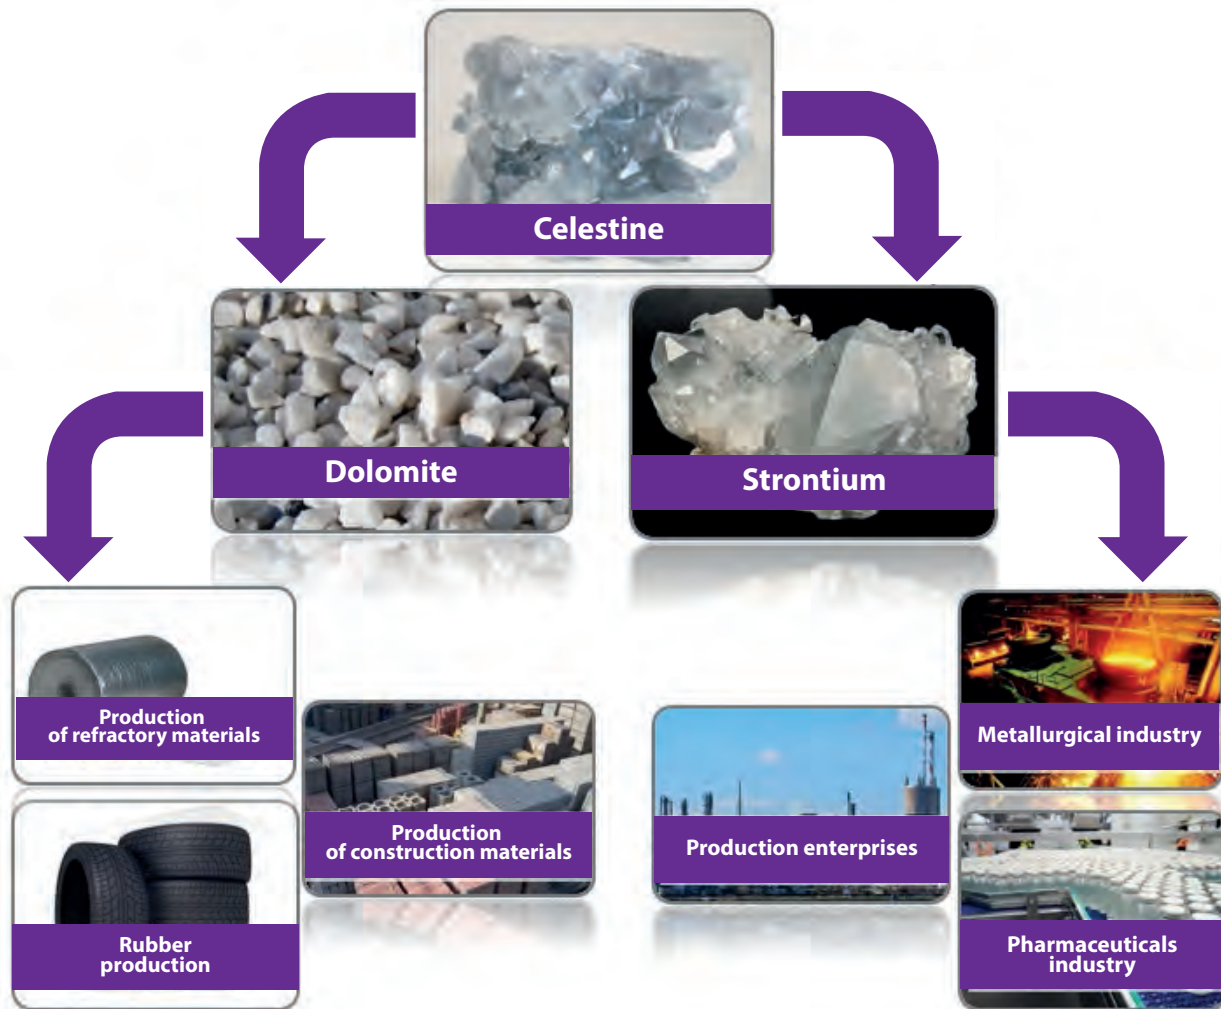 Celestine
Dolomite
Strontium
Production
of refractory materials
Metallurgical industry
Production
of construction materials
Production enterprises
Rubber
production
Pharmaceuticals
industry